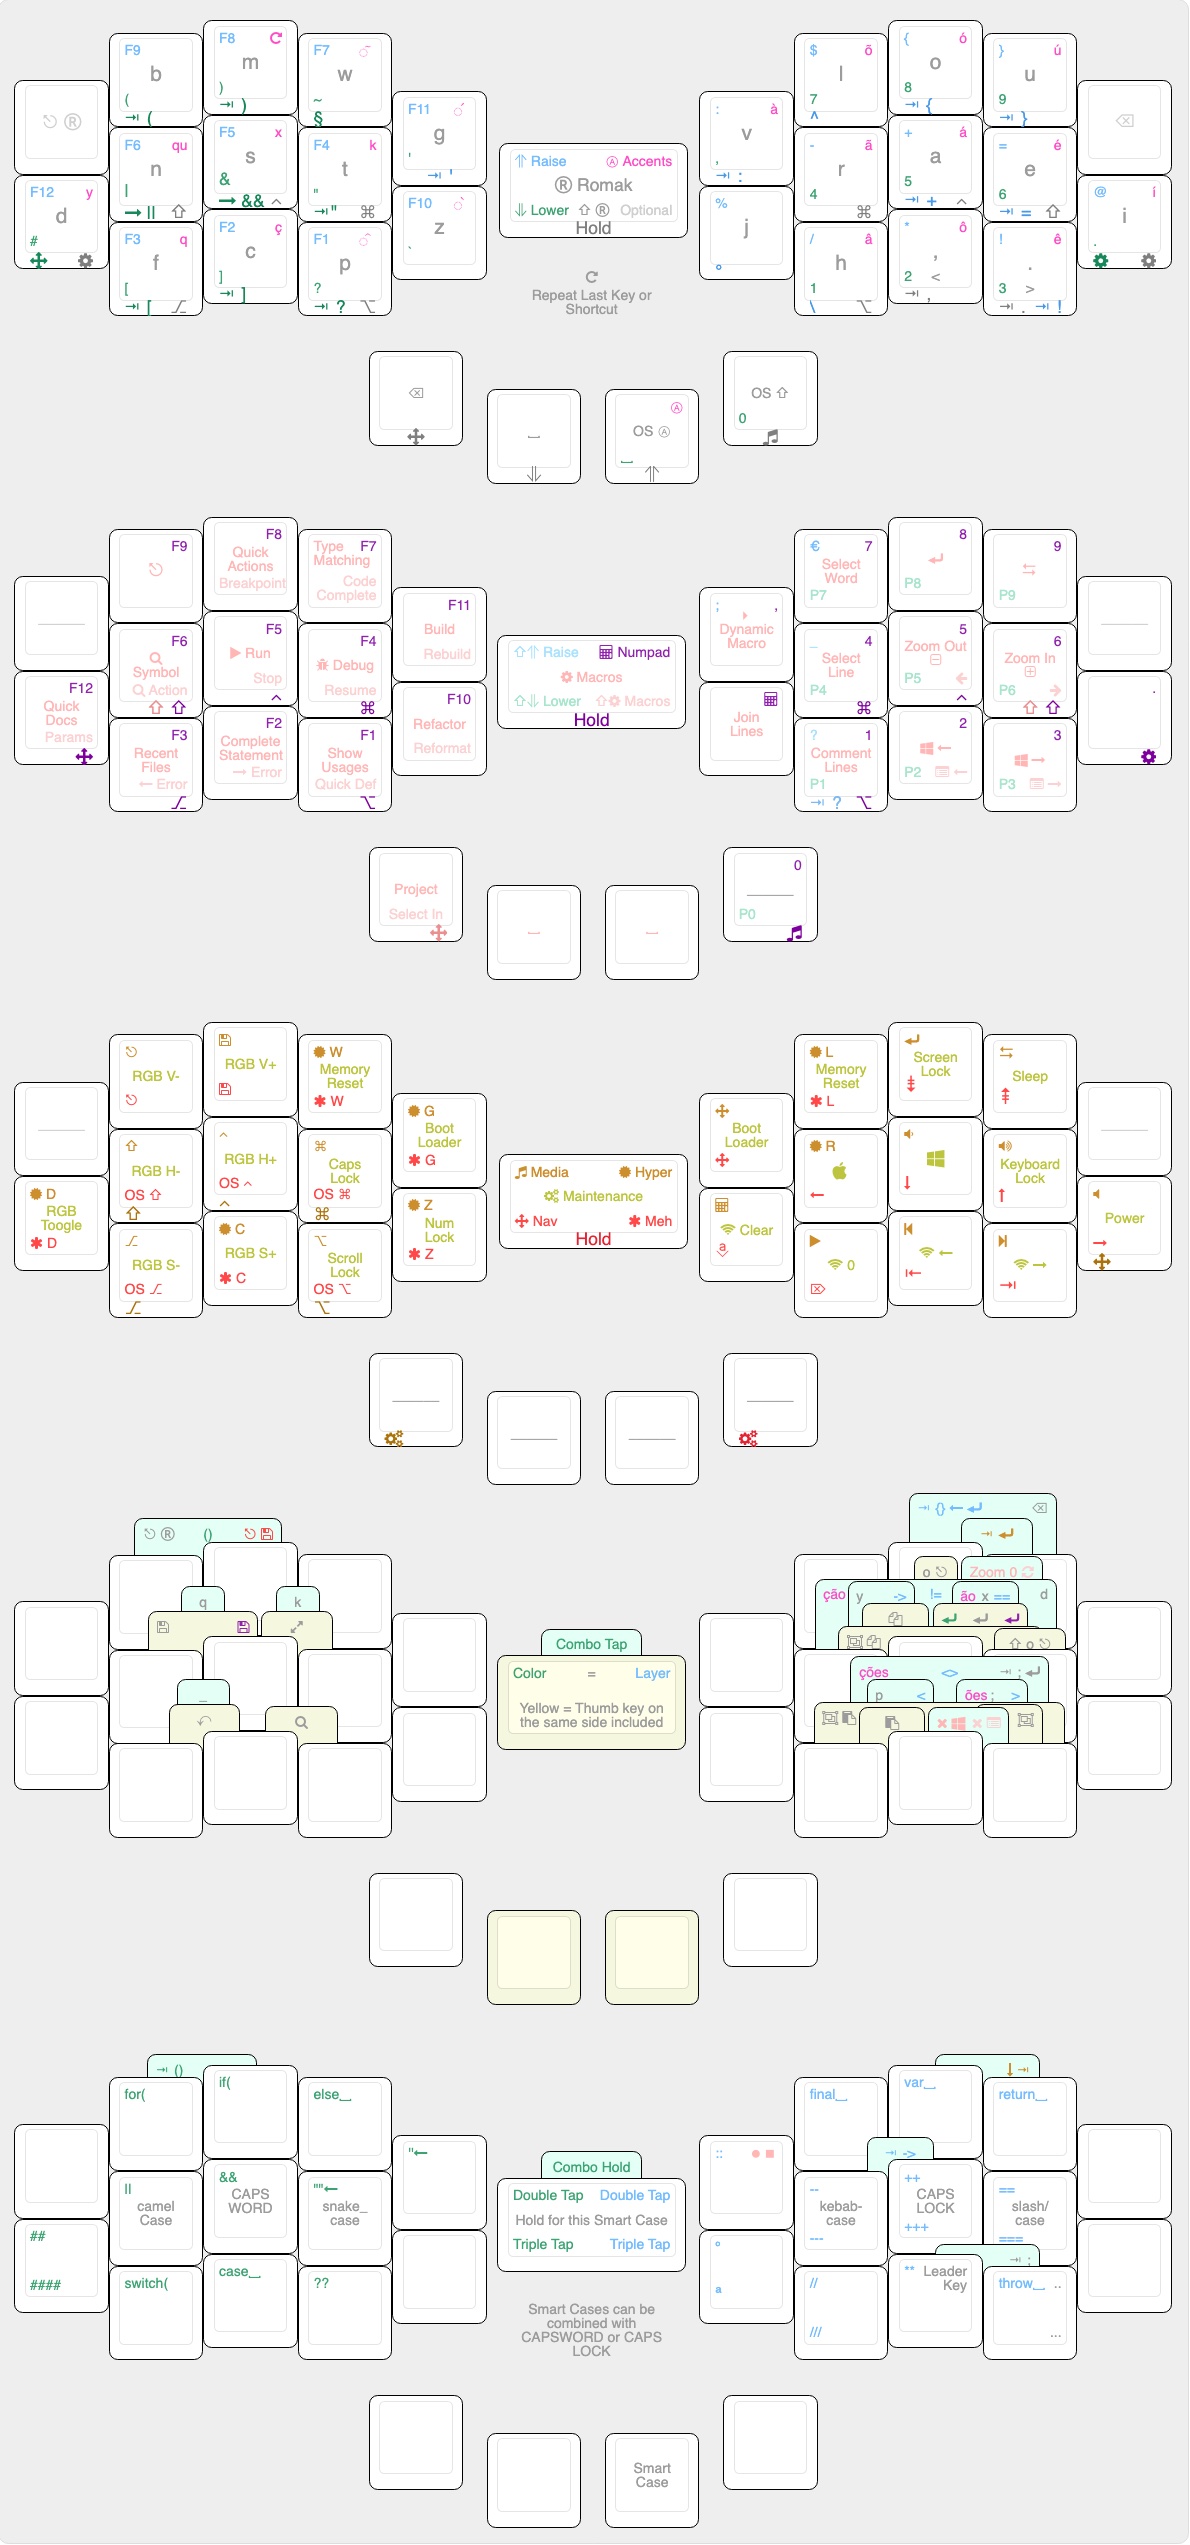 F9
b
(
⇥ (
F8
m
)
⇥ )
F7
w
~
§
F11
g
'
⇥ '
®
F6 qu
n
|
→ ||
F5 x
s
&
→ &&
F4 k
t
"
⇥ "
F10
z
`
F12 y
d
#
F3 q
f
[
⇥ [
F2 ç
c
]
⇥ ]
F1
p
?
⇥ ?
⇑ Raise Ⓐ Accents
® Romak
⇓ Lower ⇧ ® Optional
Hold
Repeat Last Key or
Shortcut
$ õ
l
7
^
{ ó
o
8
⇥ {
} ú
u
9
⇥ }
: à
v
,
⇥ :
- ã
r
4
⌘
+ á
a
5
⇥ + ^
= é
e
6
⇥ = ⇧
@ í
i
.
%
j
°
/ â
h
1
\ ⌥
* ô
,
2 <
⇥ ,
! ê
.
3 >
⇥ . ⇥ !
⌫
OS Ⓐ
Ⓐ
OS ⇧
0
F9
F8
Quick
Actions
Breakpoint
Type F7
Matching
Code
Complete
F11
Build
Rebuild
F6
Symbol
Action
F5
Run
Stop
F4
Debug
Resume
F10
Refactor
Reformat
F12
Quick
Docs
Params
F3
Recent
Files
← Error
F2
Complete
Statement
→ Error
F1
Show
Usages
Quick Def
⇧⇑ Raise Numpad
Macros
⇧⇓ Lower ⇧ Macros
Hold
€ 7
Select
Word
P7
8
P8
9
P9
; ,
Dynamic
Macro
_ 4
Select
Line
P4
5
Zoom Out
P5 ←
6
Zoom In
P6 →
.
Join
Lines
? 1
Comment
Lines
P1
⇥ ?
2
P2
3
P3
Project
Select In
0
P0
RGB V-
RGB V+
W
Memory
Reset
W
G
Boot
Loader
G
RGB H-
OS ⇧
RGB H+
OS ^
⌘
Caps
Lock
OS ⌘
⌘
Z
Num
Lock
Z
D
RGB
Toogle
D
RGB S-
OS
C
RGB S+
C
⌥
Scroll
Lock
OS ⌥
⌥
Media Hyper
Maintenance
Nav Meh
Hold
L
Memory
Reset
L
Screen
Lock
Sleep
Boot
Loader
R
Keyboard
Lock
Power
Clear
a
0
®
()
q
k
_
Combo Tap
Color = Layer
Yellow = Thumb key on
the same side included
⇥ {} ← ↵ ⌫
⇥ ↵
o
Zoom 0
ção y -> != ão x == d
⇧ o
ções <> ⇥ ; ↵
p < ões ; >
⇥ ()
for(
if(
else⎵
"←
||
camel
Case
&&
CAPS
WORD
""←
snake_
case
##
####
switch(
case⎵
??
Combo Hold
Double Tap Double Tap
Hold for this Smart Case
Triple Tap Triple Tap
Smart Cases can be
combined with
CAPSWORD or CAPS
LOCK
↓ ⇥
final⎵
var⎵
return⎵
::
⇥ ->
--
kebab-
case
---
++
CAPS
LOCK
+++
==
slash/
case
===
⇥ ;
°
ª
//
///
** Leader
Key
throw⎵ ..
...
Smart
Case